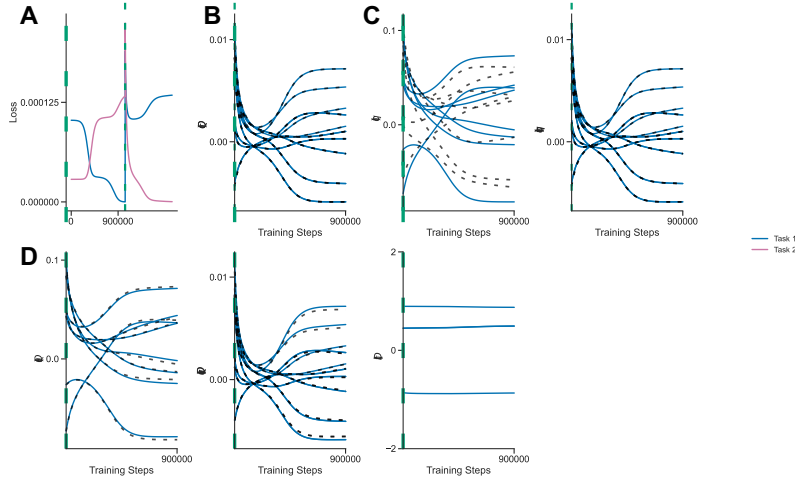 A
B
C
Loss
0.000125
0.000000
0
900000
0.01
0.00
900000
Training Steps
0.1
0.0
900000
Training Steps
0.01
0.00
900000
Training Steps
Task 1
Task 2
D
0.1
0.0
900000
Training Steps
0.01
0.00
900000
Training Steps
2
0
−2
900000
Training Steps